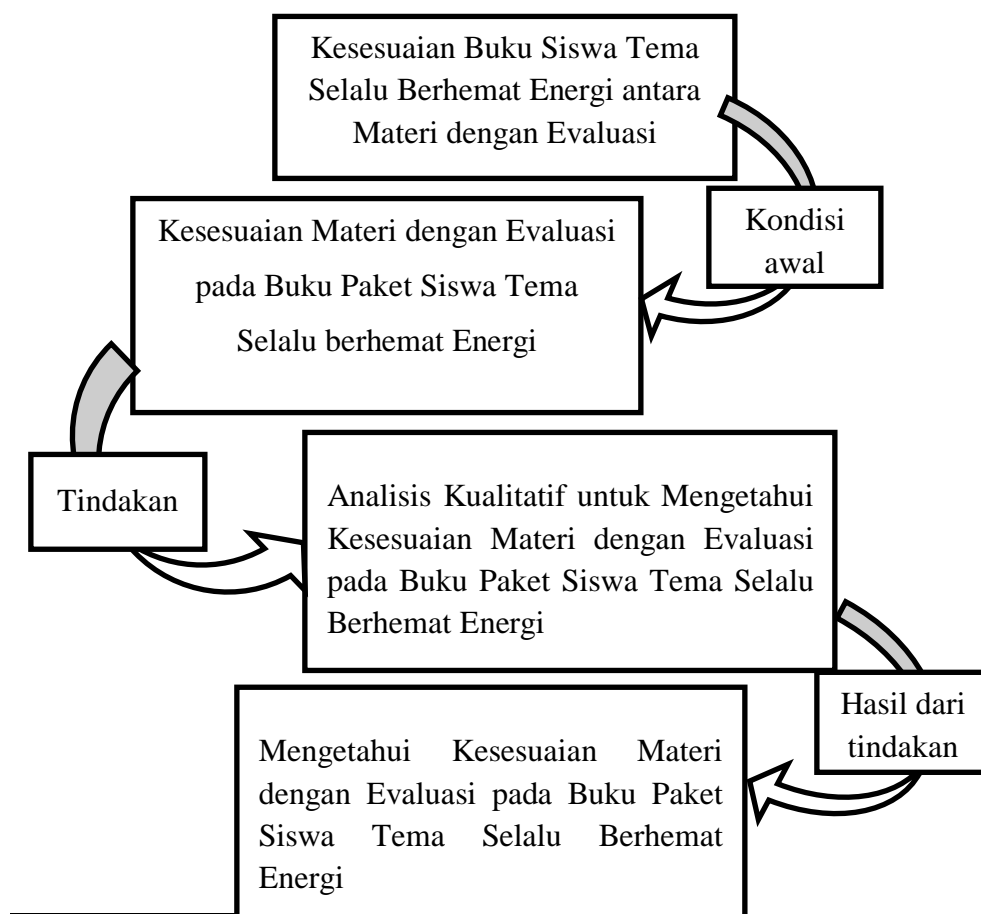 Kesesuaian Buku Siswa Tema
Selalu Berhemat Energi antara
Materi dengan Evaluasi
Kondisi
awal
Kesesuaian Materi dengan Evaluasi
pada Buku Paket Siswa Tema
Selalu berhemat Energi
Tindakan
Analisis Kualitatif untuk Mengetahui
Kesesuaian Materi dengan Evaluasi
pada Buku Paket Siswa Tema Selalu
Berhemat Energi
Hasil dari
tindakan
Mengetahui Kesesuaian Materi
dengan Evaluasi pada Buku Paket
Siswa Tema Selalu Berhemat
Energi